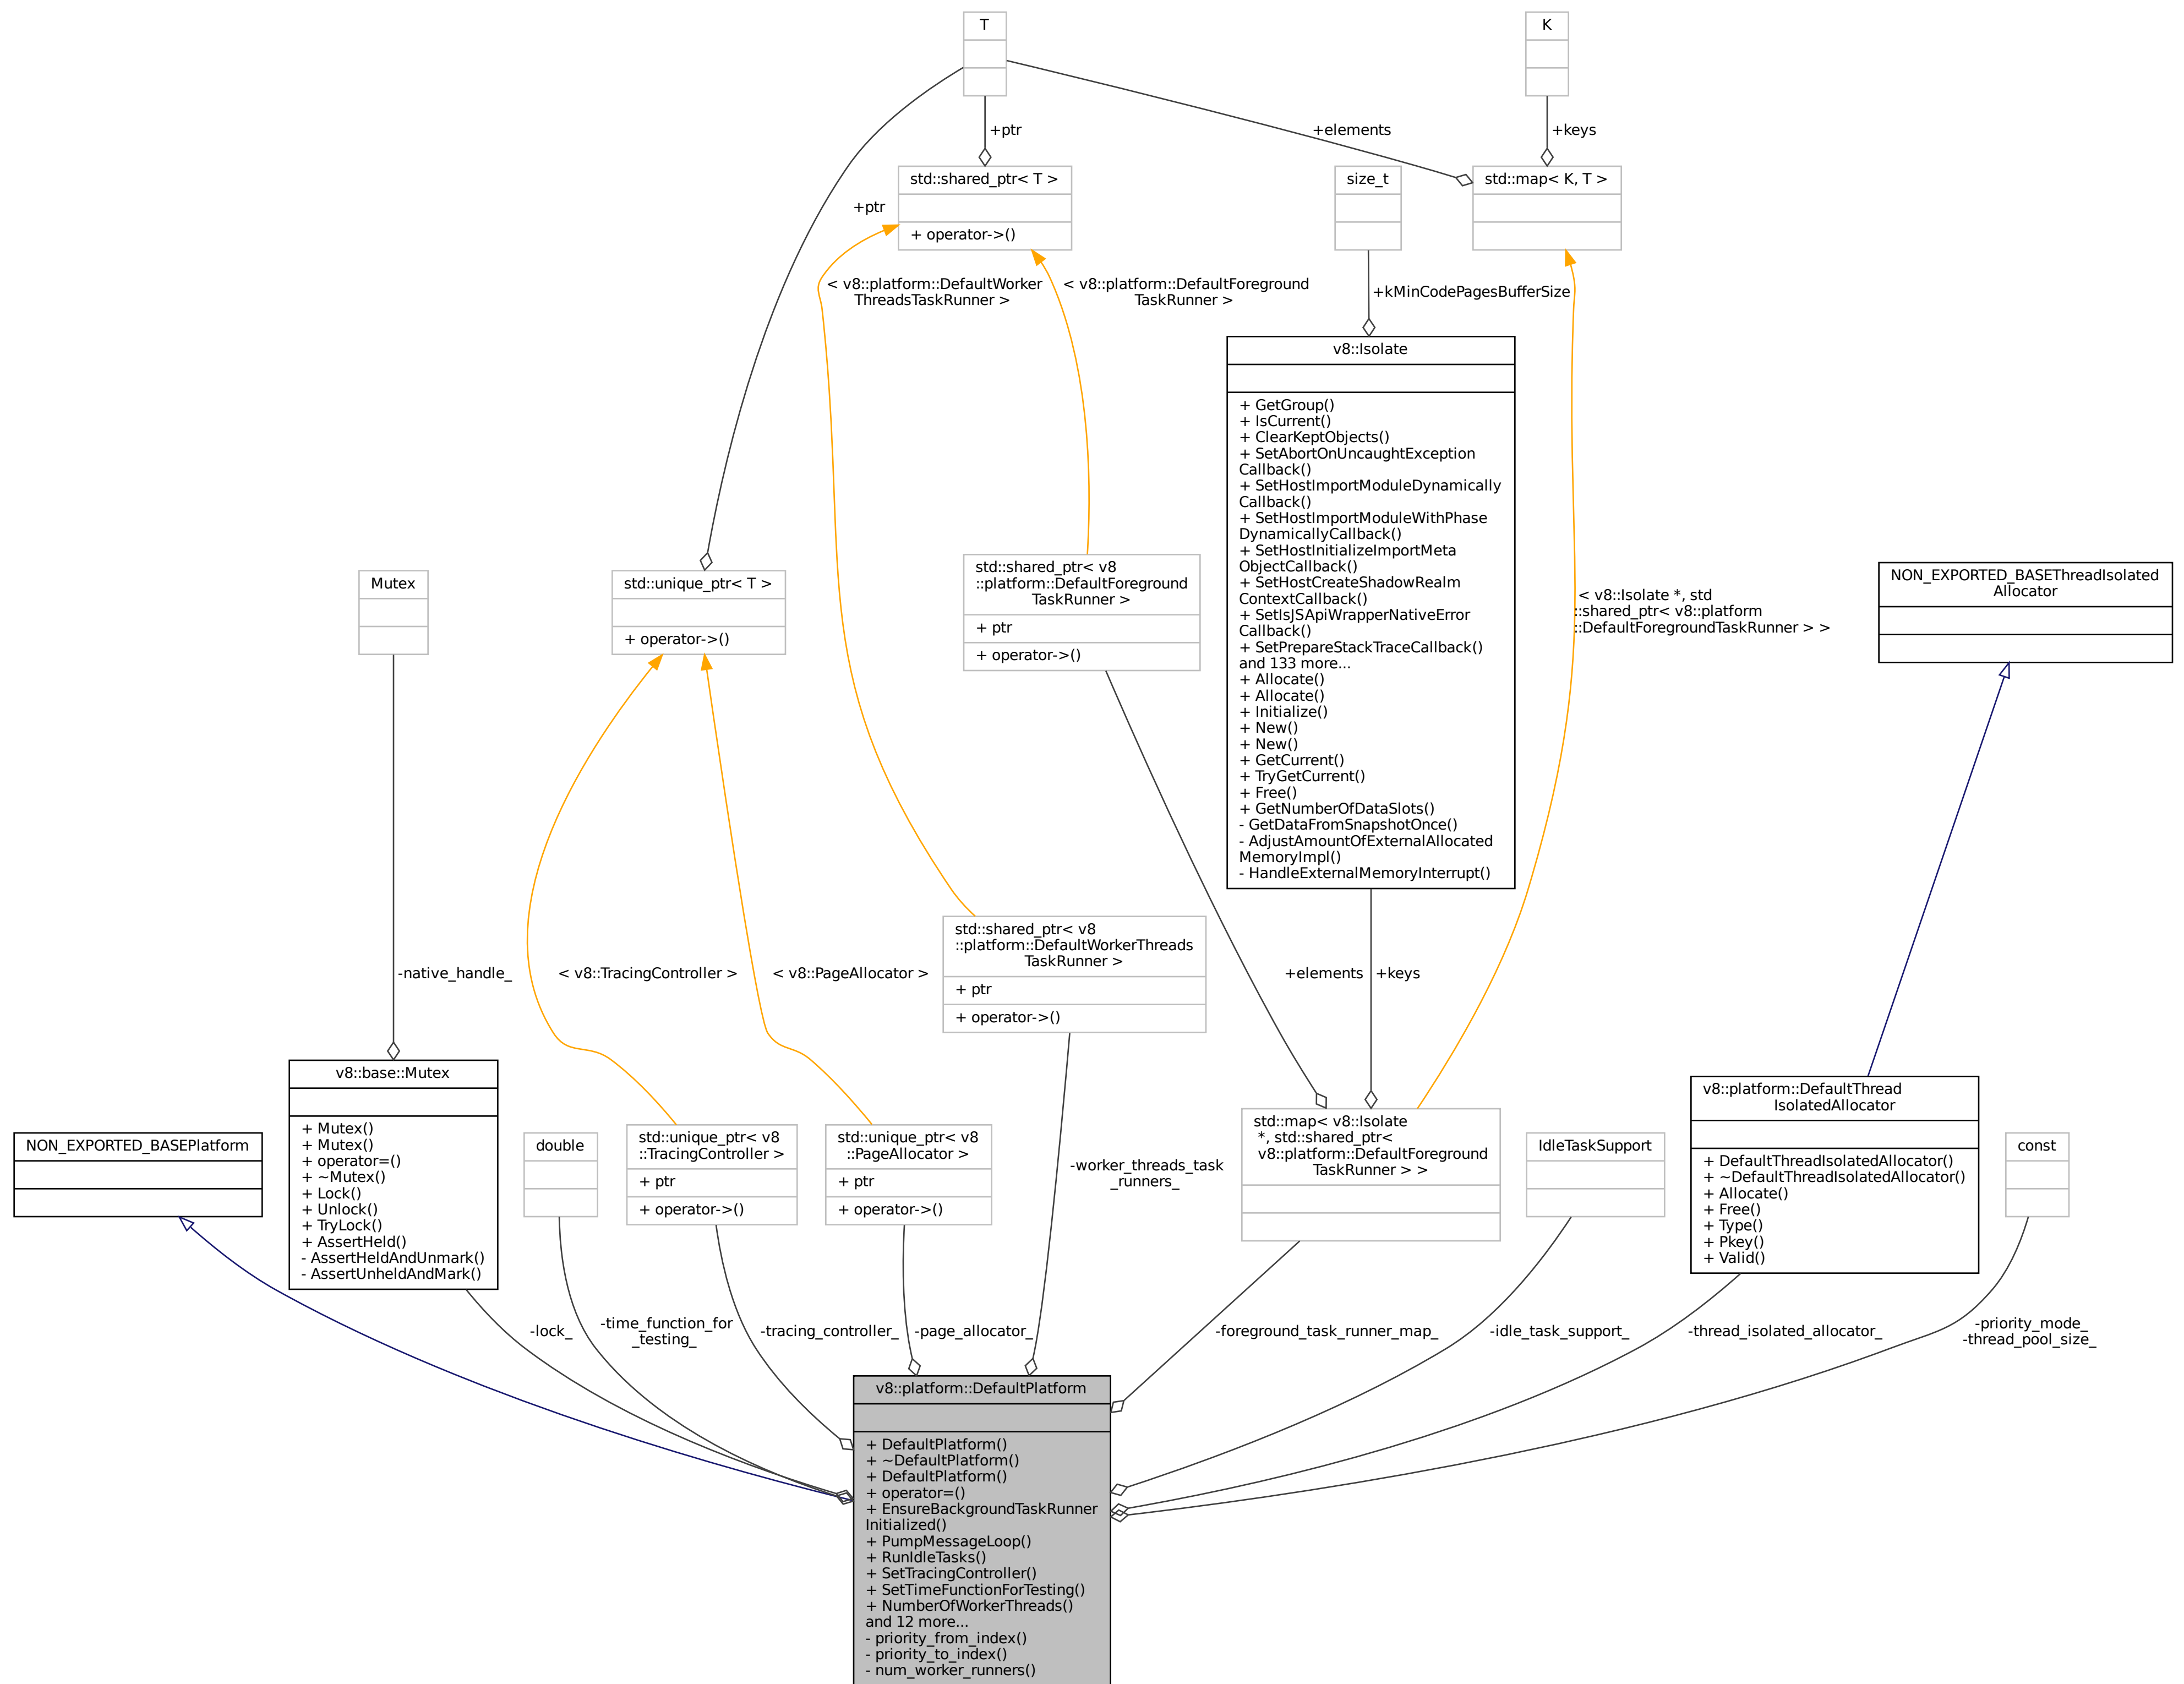 T
K
+ptr
+elements
+keys
std::shared_ptr< T >
+ operator->()
size_t
std::map< K, T >
+ptr
< v8::platform::DefaultWorker
ThreadsTaskRunner >
< v8::platform::DefaultForeground
TaskRunner >
+kMinCodePagesBufferSize
v8::Isolate
+ GetGroup()
+ IsCurrent()
+ ClearKeptObjects()
+ SetAbortOnUncaughtException
Callback()
+ SetHostImportModuleDynamically
Callback()
+ SetHostImportModuleWithPhase
DynamicallyCallback()
+ SetHostInitializeImportMeta
ObjectCallback()
+ SetHostCreateShadowRealm
ContextCallback()
+ SetIsJSApiWrapperNativeError
Callback()
+ SetPrepareStackTraceCallback()
and 133 more...
+ Allocate()
+ Allocate()
+ Initialize()
+ New()
+ New()
+ GetCurrent()
+ TryGetCurrent()
+ Free()
+ GetNumberOfDataSlots()
- GetDataFromSnapshotOnce()
- AdjustAmountOfExternalAllocated
MemoryImpl()
- HandleExternalMemoryInterrupt()
Mutex
std::unique_ptr< T >
+ operator->()
std::shared_ptr< v8
::platform::DefaultForeground
TaskRunner >
+ ptr
+ operator->()
< v8::Isolate *, std
::shared_ptr< v8::platform
::DefaultForegroundTaskRunner > >
NON_EXPORTED_BASEThreadIsolated
Allocator
-native_handle_
< v8::TracingController >
< v8::PageAllocator >
std::shared_ptr< v8
::platform::DefaultWorkerThreads
TaskRunner >
+ ptr
+ operator->()
+elements
+keys
NON_EXPORTED_BASEPlatform
v8::base::Mutex
+ Mutex()
+ Mutex()
+ operator=()
+ ~Mutex()
+ Lock()
+ Unlock()
+ TryLock()
+ AssertHeld()
- AssertHeldAndUnmark()
- AssertUnheldAndMark()
double
std::unique_ptr< v8
::TracingController >
+ ptr
+ operator->()
std::unique_ptr< v8
::PageAllocator >
+ ptr
+ operator->()
-worker_threads_task
_runners_
std::map< v8::Isolate
*, std::shared_ptr<
v8::platform::DefaultForeground
TaskRunner > >
IdleTaskSupport
v8::platform::DefaultThread
IsolatedAllocator
+ DefaultThreadIsolatedAllocator()
+ ~DefaultThreadIsolatedAllocator()
+ Allocate()
+ Free()
+ Type()
+ Pkey()
+ Valid()
const
-lock_
-time_function_for
_testing_
-tracing_controller_
-page_allocator_
-foreground_task_runner_map_
-idle_task_support_
-thread_isolated_allocator_
-priority_mode_
-thread_pool_size_
v8::platform::DefaultPlatform
+ DefaultPlatform()
+ ~DefaultPlatform()
+ DefaultPlatform()
+ operator=()
+ EnsureBackgroundTaskRunner
Initialized()
+ PumpMessageLoop()
+ RunIdleTasks()
+ SetTracingController()
+ SetTimeFunctionForTesting()
+ NumberOfWorkerThreads()
and 12 more...
- priority_from_index()
- priority_to_index()
- num_worker_runners()